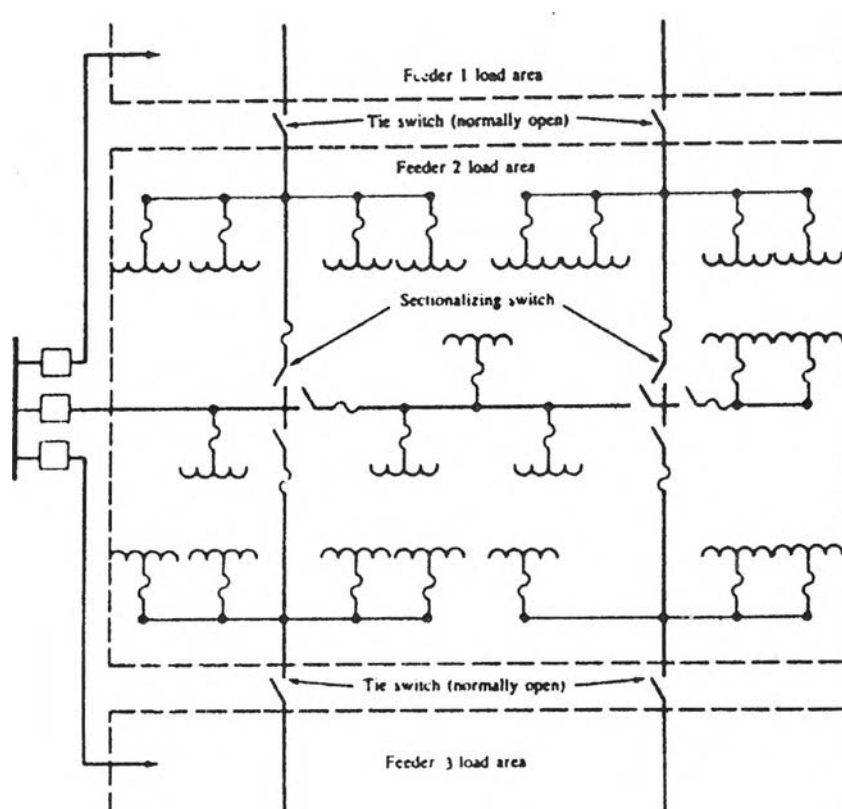 Feeder 1 load area
Tie switch (normally open)
Feeder 2 load area
Sectionalizing switch
Tie switch (normally open)
Feeder 3 load area